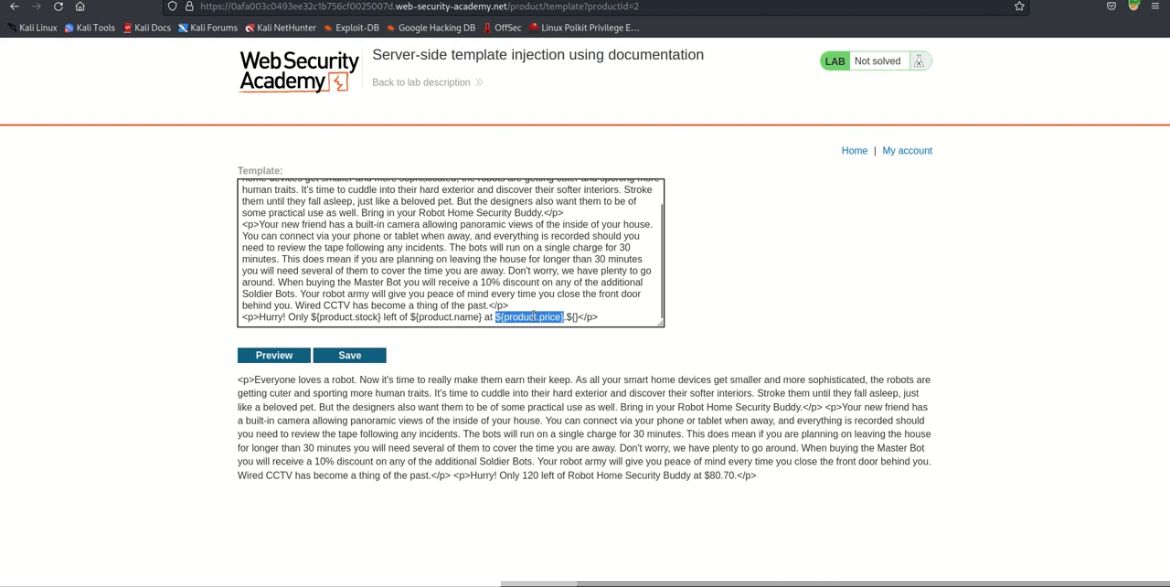 https://0afa003c0493ee32c1b756cf0025007d.web-security-academy.net/product/template?productId=2
Kali Linux Kali Tools Kali Docs Kali Forums Kali NetHunter Exploit-DB Google Hacking DB OffSec Linux Polkit Privilege E...
WebSecurity
Academy
Server-side template injection using documentation
Back to lab description
LAB Not solved
Home | My account
Template:
home devices get smaller and more sophisticated, the robots are getting cuter and sporting more
human traits. It's time to cuddle into their hard exterior and discover their softer interiors. Stroke
them until they fall asleep, just like a beloved pet. But the designers also want them to be of
some practical use as well. Bring in your Robot Home Security Buddy.</p>
<p>Your new friend has a built-in camera allowing panoramic views of the inside of your house.
You can connect via your phone or tablet when away, and everything is recorded should you
need to review the tape following any incidents. The bots will run on a single charge for 30
minutes. This does mean if you are planning on leaving the house for longer than 30 minutes
you will need several of them to cover the time you are away. Don't worry, we have plenty to go
around. When buying the Master Bot you will receive a 10% discount on any of the additional
Soldier Bots. Your robot army will give you peace of mind every time you close the front door
behind you. Wired CCTV has become a thing of the past.</p>
<p>Hurry! Only ${product.stock} left of ${product.name} at ${product.price}.${}</p>
Preview Save
<p>Everyone loves a robot. Now it's time to really make them earn their keep. As all your smart home devices get smaller and more sophisticated, the robots are
getting cuter and sporting more human traits. It's time to cuddle into their hard exterior and discover their softer interiors. Stroke them until they fall asleep, just
like a beloved pet. But the designers also want them to be of some practical use as well. Bring in your Robot Home Security Buddy.</p> <p>Your new friend has
a built-in camera allowing panoramic views of the inside of your house. You can connect via your phone or tablet when away, and everything is recorded should
you need to review the tape following any incidents. The bots will run on a single charge for 30 minutes. This does mean if you are planning on leaving the house
for longer than 30 minutes you will need several of them to cover the time you are away. Don't worry, we have plenty to go around. When buying the Master Bot
you will receive a 10% discount on any of the additional Soldier Bots. Your robot army will give you peace of mind every time you close the front door behind you.
Wired CCTV has become a thing of the past.</p> <p>Hurry! Only 120 left of Robot Home Security Buddy at $80.70.</p>